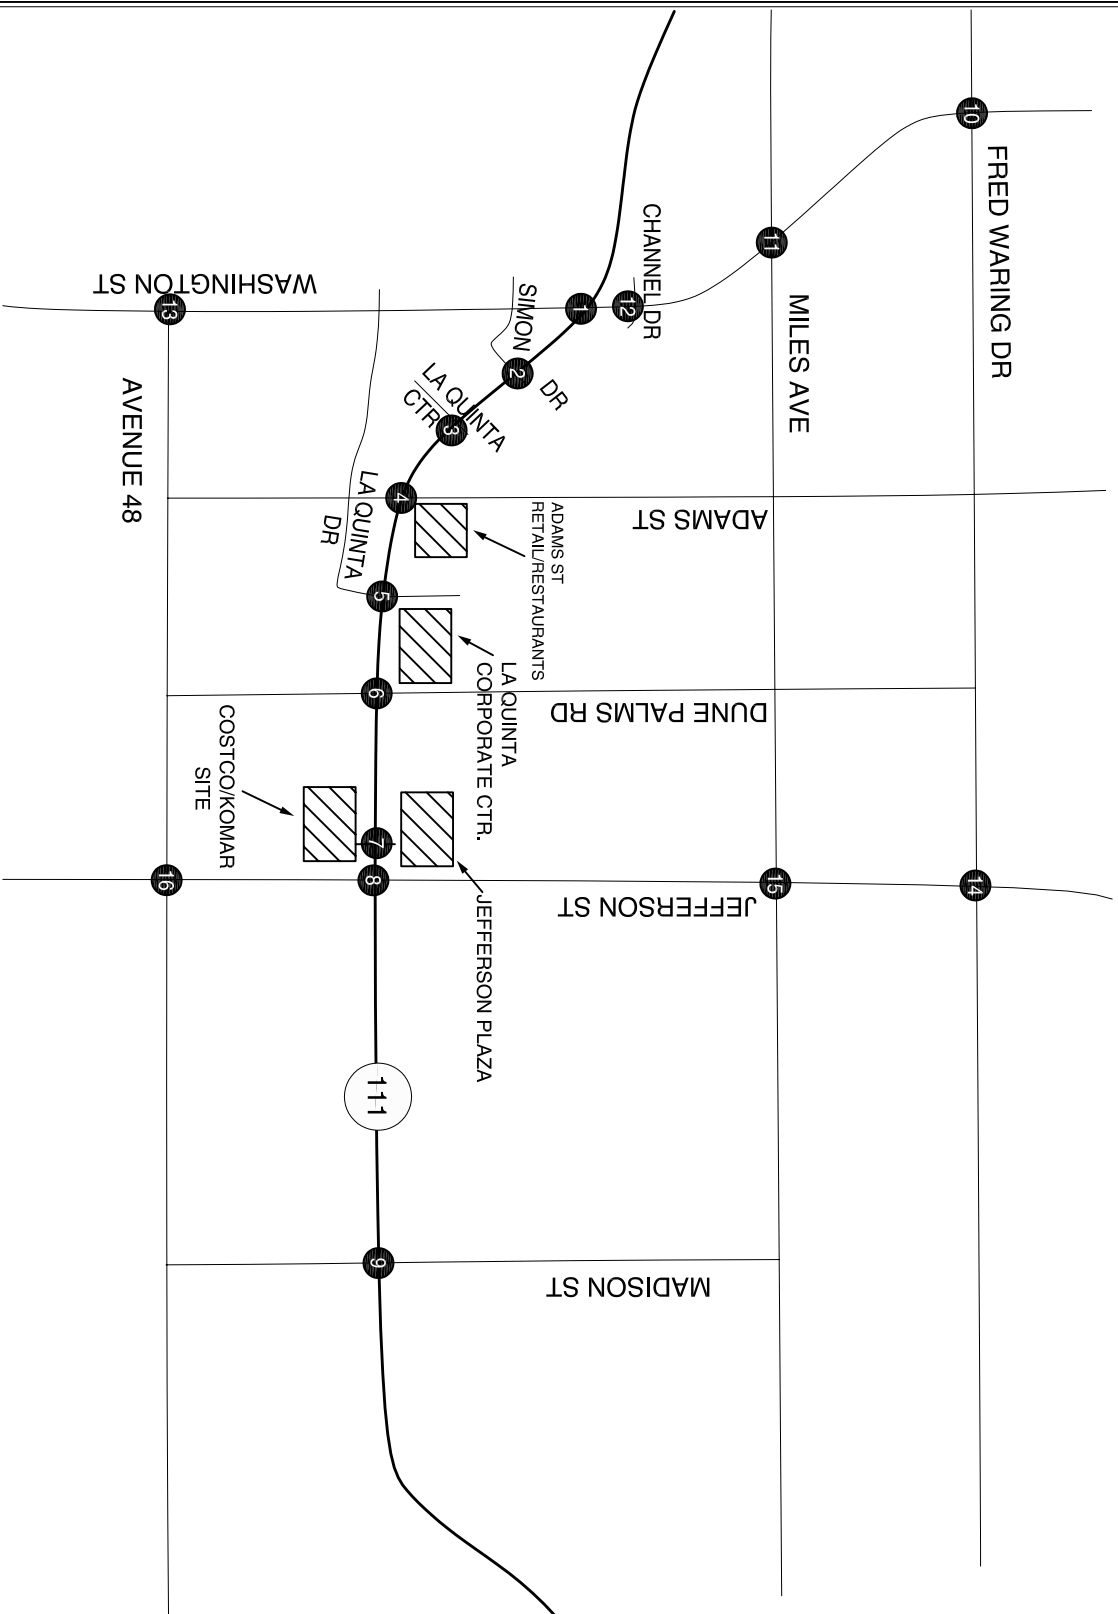 FRED WARING DR
MILES AVE
CHANNEL DR
WASHINGTON ST
SIMON
DR
LA QUINTA
CTR
AVENUE 48
LA QUINTA
DR
ADAMS ST
ADAMS ST
RETAIL/RESTAURANTS
LA QUINTA
CORPORATE CTR.
DUNE PALMS RD
COSTCO/KOMAR
SITE
JEFFERSON PLAZA
JEFFERSON ST
MADISON ST
111
1
2
3
4
5
6
7
8
9
10
11
12
13
14
15
16